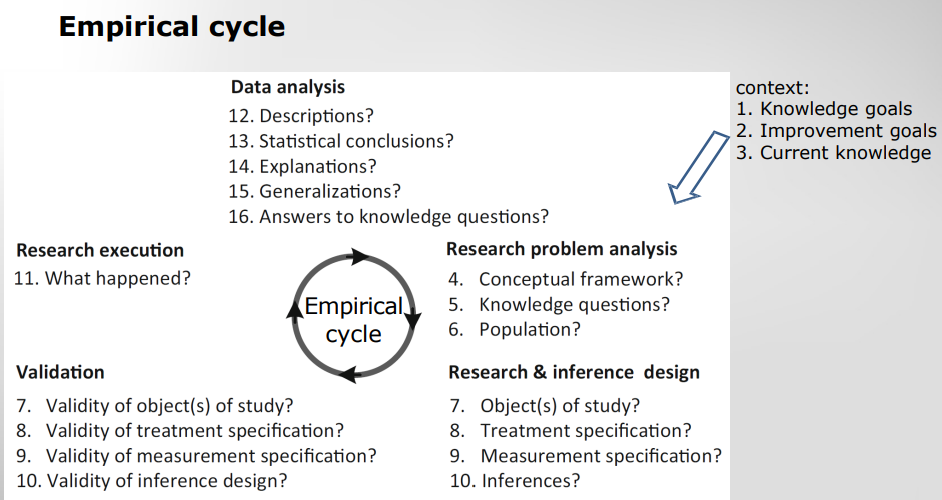 Empirical cycle
context:
1. Knowledge goals
2. Improvement goals
3. Current knowledge
Data analysis
12. Descriptions?
13. Statistical conclusions?
14. Explanations?
15. Generalizations?
16. Answers to knowledge questions?
Research execution
11. What happened?
Research problem analysis
4. Conceptual framework?
5. Knowledge questions?
6. Population?
Empirical
cycle
Validation
7. Validity of object(s) of study?
8. Validity of treatment specification?
9. Validity of measurement specification?
10. Validity of inference design?
Research & inference design
7. Object(s) of study?
8. Treatment specification?
9. Measurement specification?
10. Inferences?